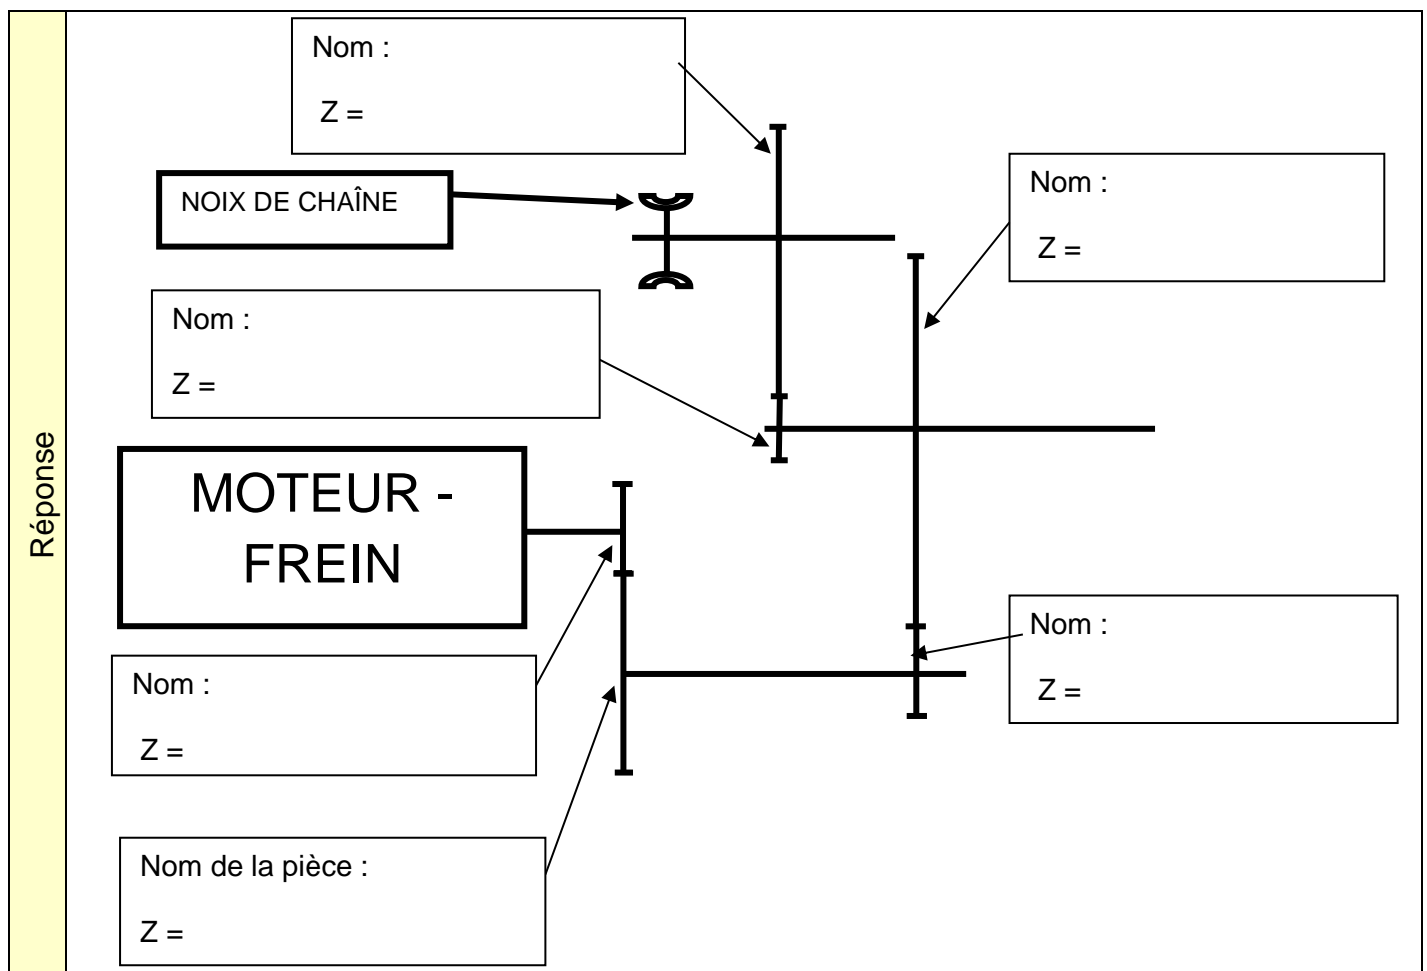 Réponse
Nom :
Z =
NOIX DE CHAÎNE
Nom :
Z =
Nom :
Z =
MOTEUR -
FREIN
Nom :
Z =
Nom :
Z =
Nom de la pièce :
Z =